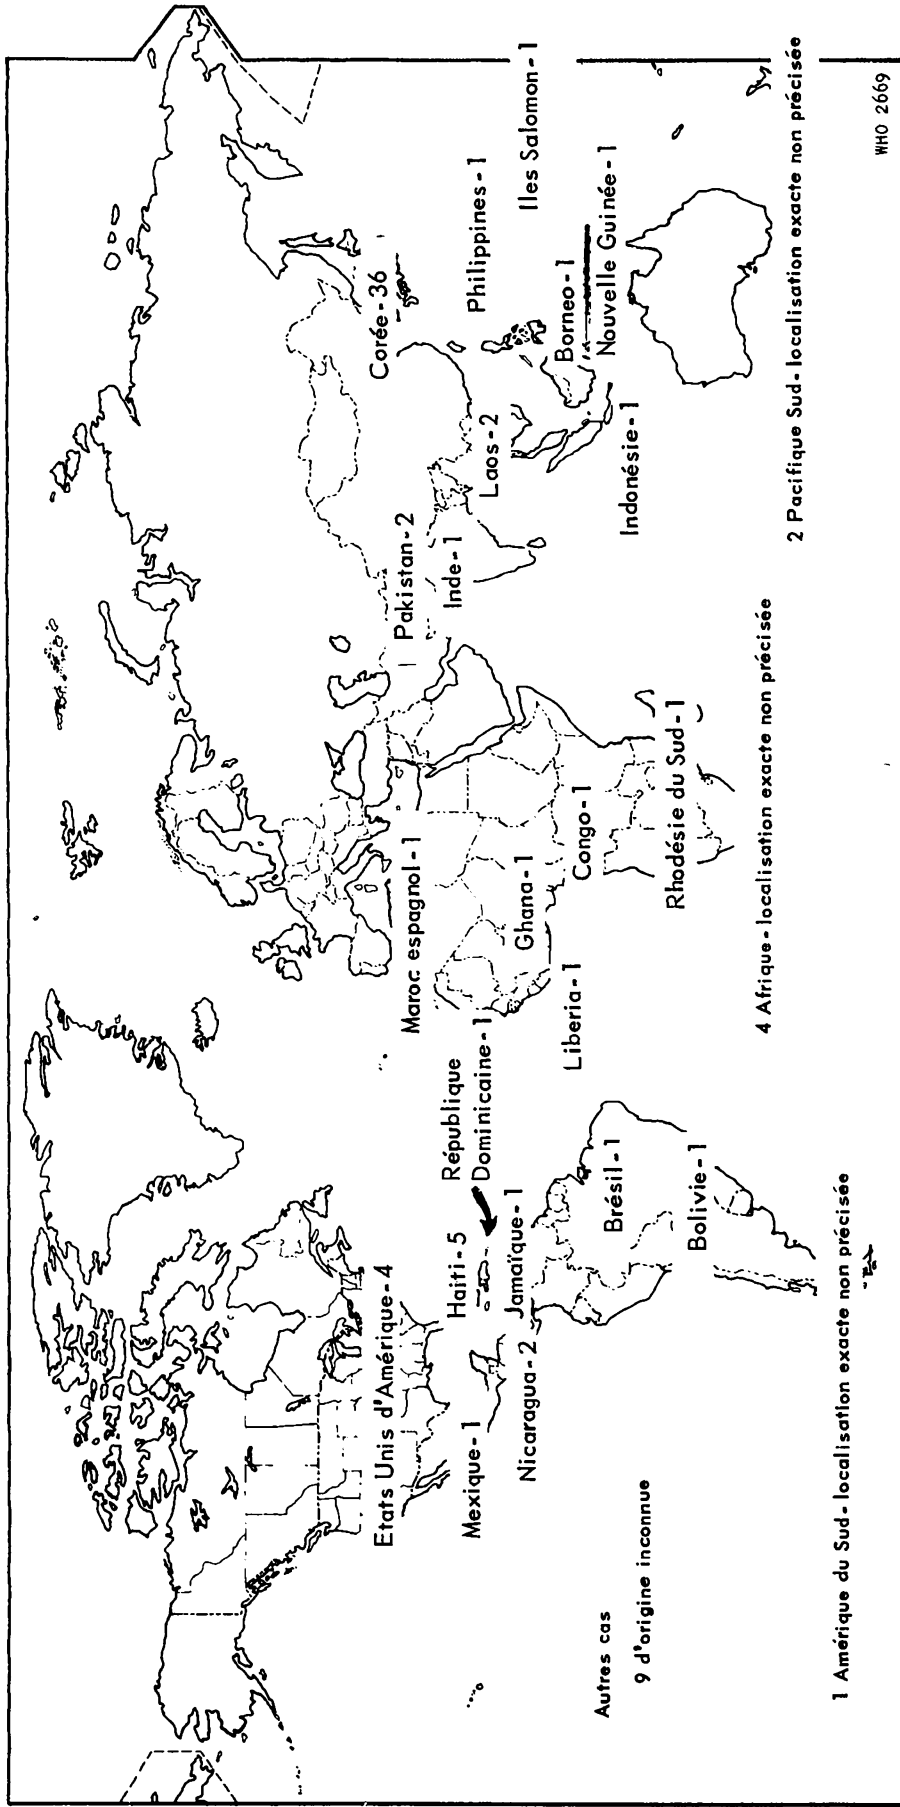 Etats Unis d'Amérique-4
Mexique-1
Nicaragua-2
Haiti-5
Jamaïque-1
République
Dominicaine-1
Brésil-1
Bolivie-1
Maroc espagnol-1
Liberia-1
Ghana-1
Congo-1
Rhodésie du Sud-1
Pakistan-2
Inde-1
Laos-2
Corée-36
Philippines-1
Iles Salomon-1
Borneo-1
Nouvelle Guinée-1
Indonésie-1
Autres cas
9 d'origine inconnue
1 Amérique du Sud-localisation exacte non précisée
4 Afrique-localisation exacte non précisée
2 Pacifique Sud-localisation exacte non précisée
WHO 2669